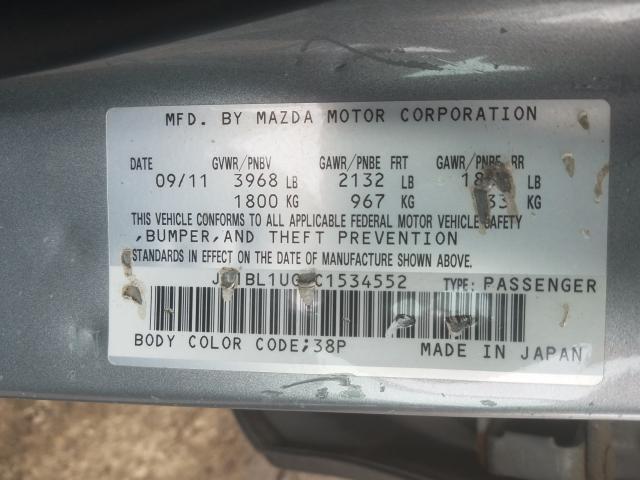 MFD. BY MAZDA MOTOR CORPORATION
DATE GVWR/PNBV GAWR/PNBE FRT GAWR/PNBE RR
09/11 3968 LB 2132 LB LB
1800 KG 967 KG KG
THIS VEHICLE CONFORMS TO ALL APPLICABLE FEDERAL MOTOR VEHICLE SAFETY
,BUMPER,AND THEFT PREVENTION
STANDARDS IN EFFECT ON THE DATE OF MANUFACTURE SHOWN ABOVE.
TYPE: PASSENGER
BODY COLOR CODE;38P MADE IN JAPAN